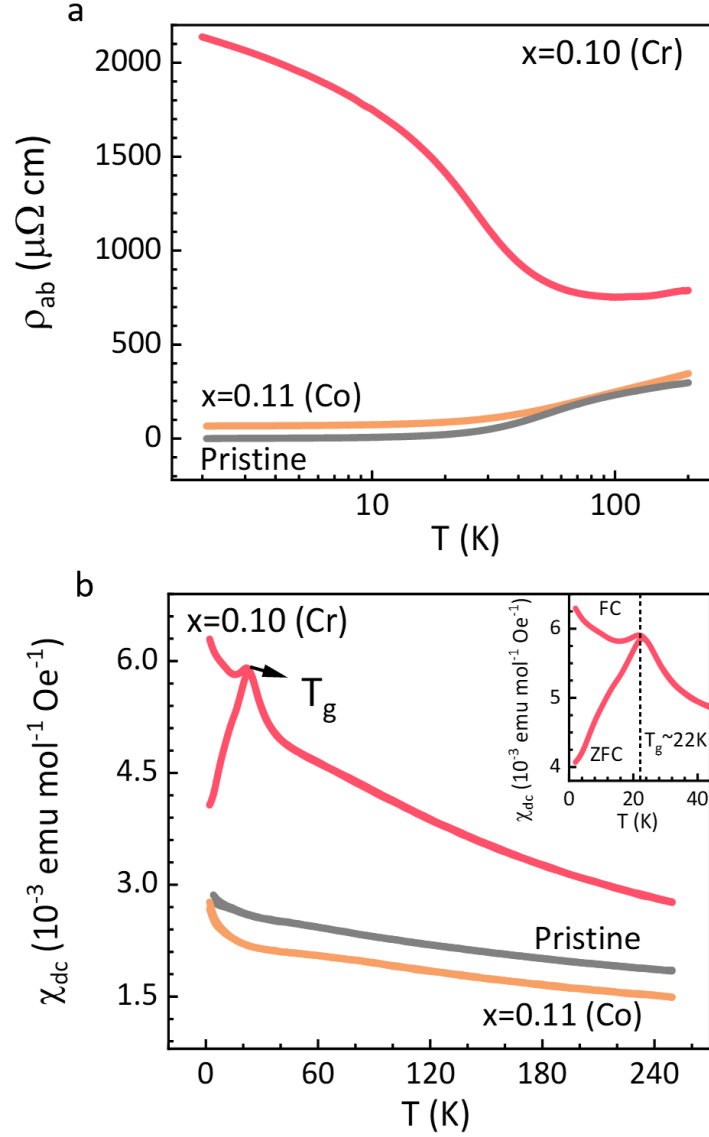 a
x=0.10 (Cr)
2000
1500
1000
500
0
ρab (μΩ cm)
x=0.11 (Co)
Pristine
10
100
T (K)
b
x=0.10 (Cr)
Tg
6.0
4.5
3.0
1.5
χdc (10⁻³ emu mol⁻¹ Oe⁻¹)
Pristine
x=0.11 (Co)
0
60
120
180
240
T (K)
FC
ZFC
Tg~22K
6
5
4
χdc (10⁻³ emu mol⁻¹ Oe⁻¹)
0
20
40
T (K)